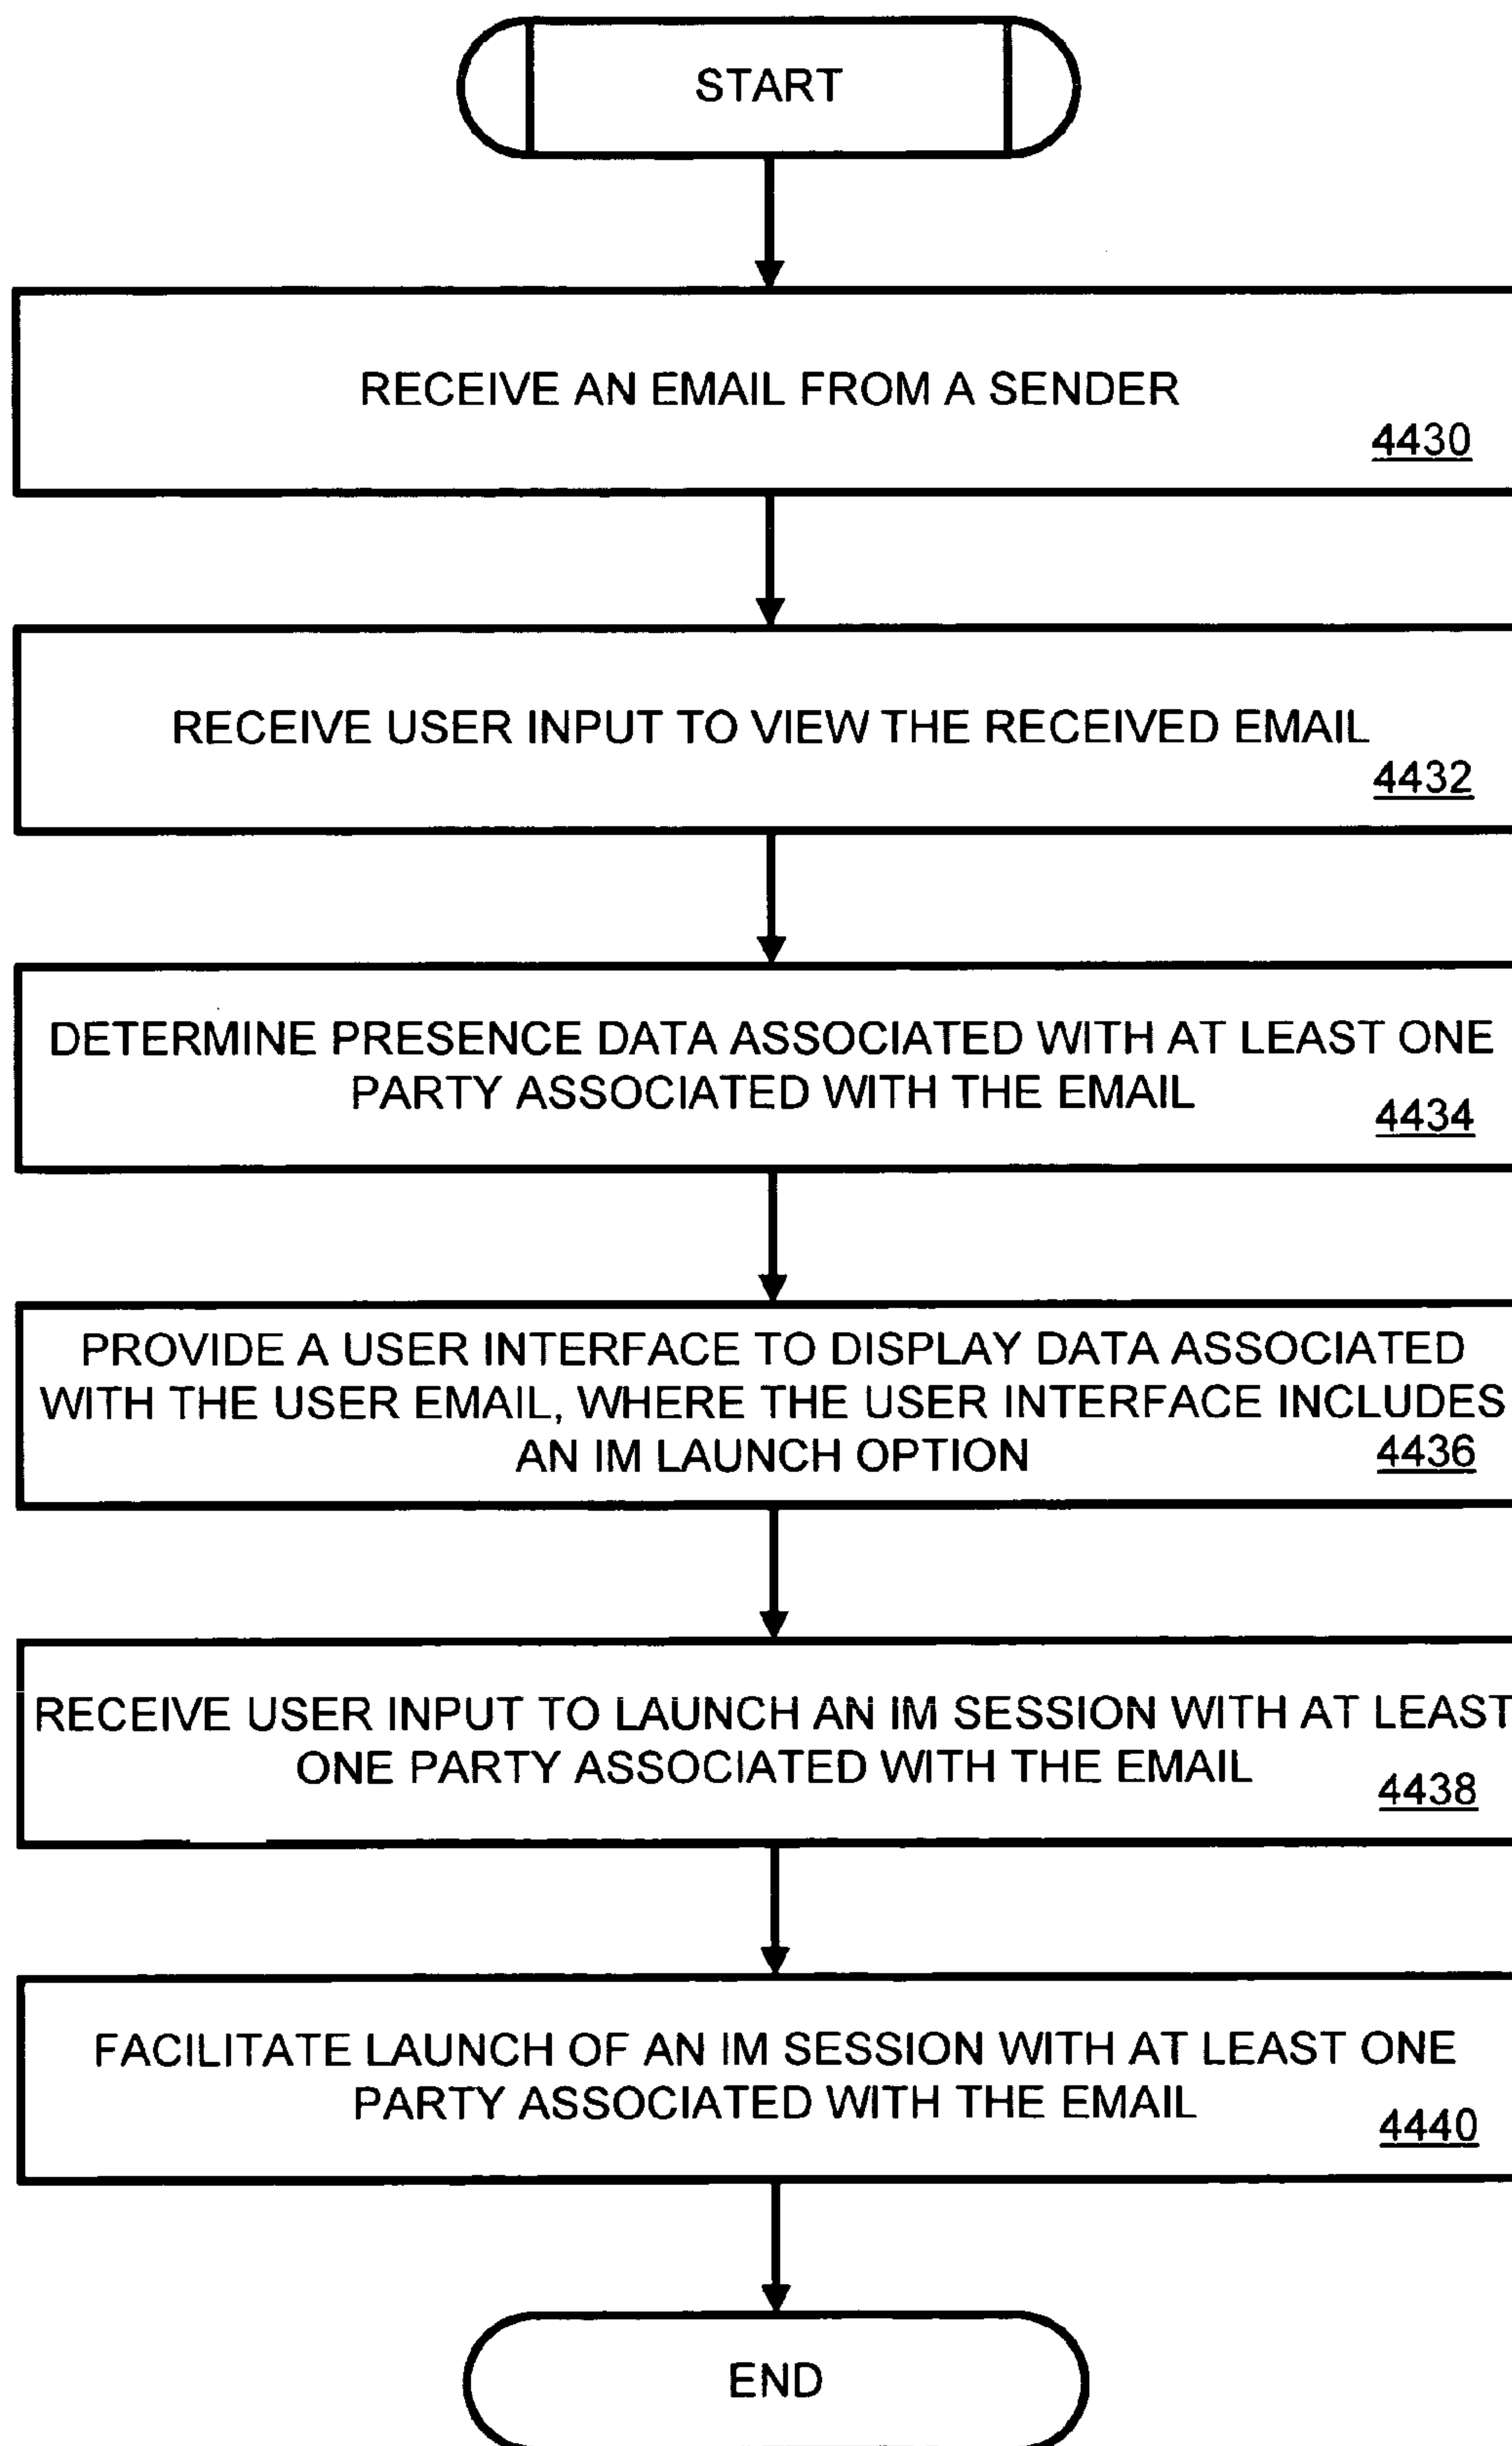 START
RECEIVE AN EMAIL FROM A SENDER
4430
RECEIVE USER INPUT TO VIEW THE RECEIVED EMAIL
4432
DETERMINE PRESENCE DATA ASSOCIATED WITH AT LEAST ONE
PARTY ASSOCIATED WITH THE EMAIL
4434
PROVIDE A USER INTERFACE TO DISPLAY DATA ASSOCIATED
WITH THE USER EMAIL, WHERE THE USER INTERFACE INCLUDES
AN IM LAUNCH OPTION
4436
RECEIVE USER INPUT TO LAUNCH AN IM SESSION WITH AT LEAST
ONE PARTY ASSOCIATED WITH THE EMAIL
4438
FACILITATE LAUNCH OF AN IM SESSION WITH AT LEAST ONE
PARTY ASSOCIATED WITH THE EMAIL
4440
END